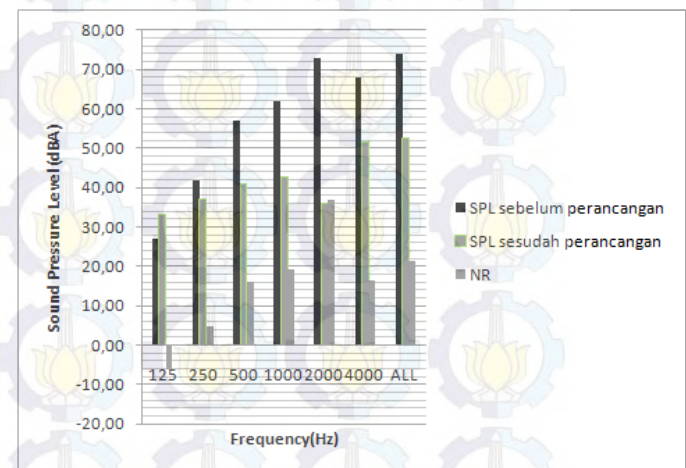 80,00
70,00
60,00
50,00
40,00
30,00
20,00
10,00
0,00
-10,00
-20,00
Sound Pressure Level(dBA)
125 250 500 1000 2000 4000 ALL
Frequency(Hz)
SPL sebelum perancangan
SPL sesudah perancangan
NR